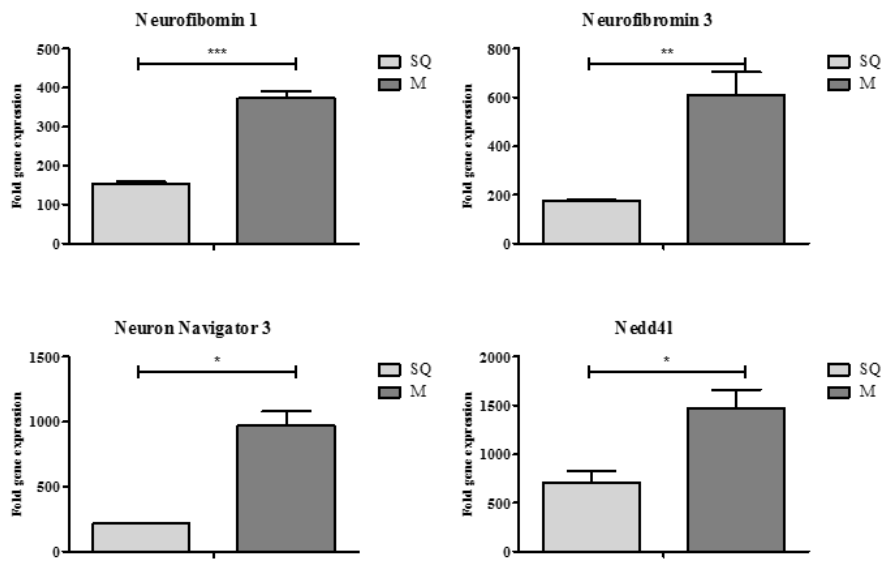 Neurofibomin 1
***
500
400
300
200
100
0
Fold gene expression
SQ
M
Neurofibromin 3
**
800
600
400
200
0
Fold gene expression
SQ
M
Neuron Navigator 3
*
1500
1000
500
0
Fold gene expression
SQ
M
Nedd4l
*
2000
1500
1000
500
0
Fold gene expression
SQ
M